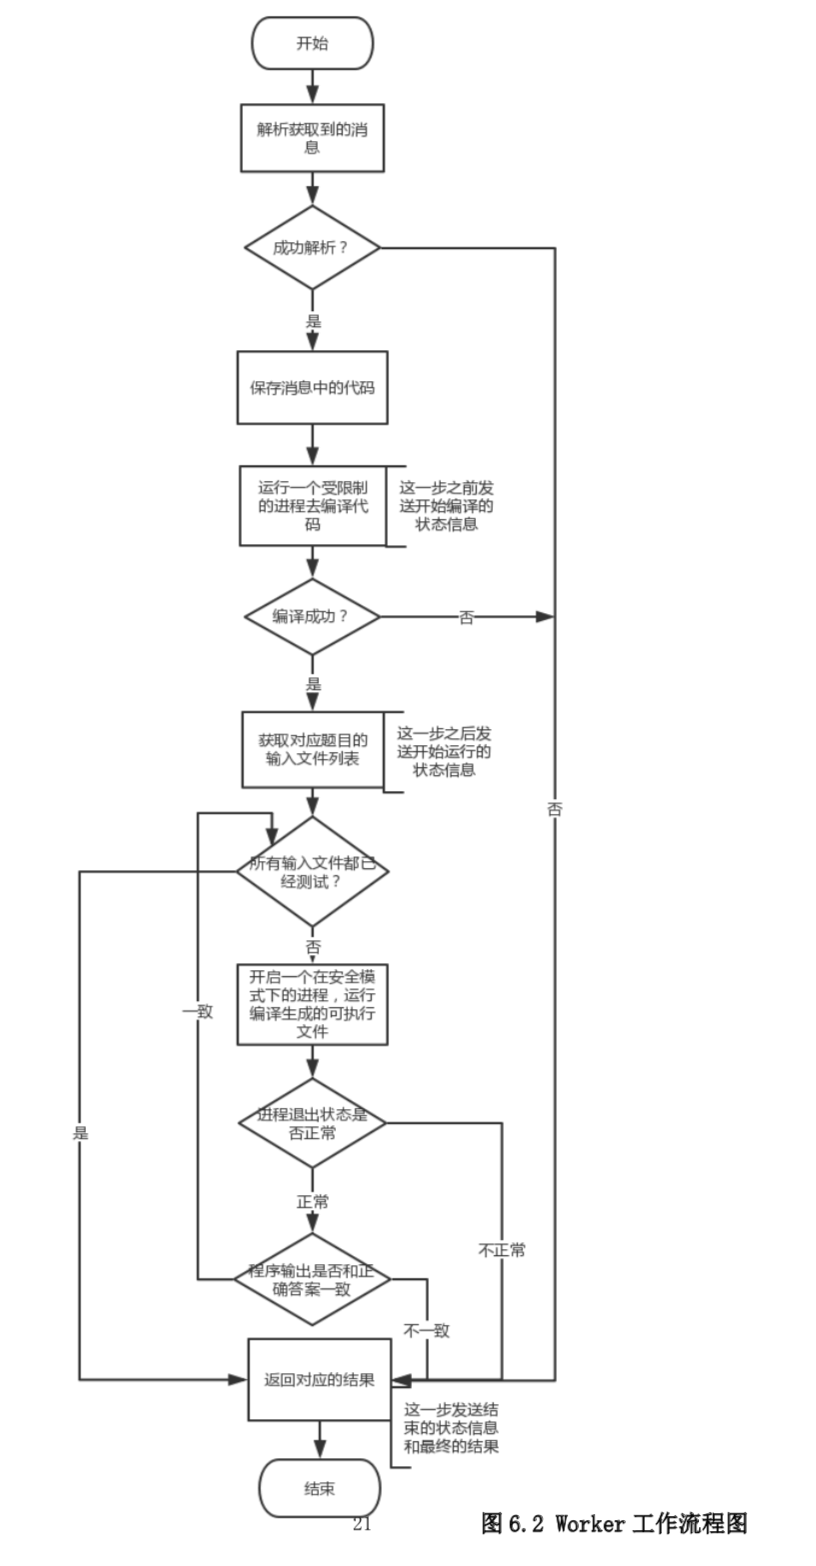 开始
解析获取到的消
息
成功解析？
是
保存消息中的代码
运行一个受限制
的进程去编译代
码
这一步之前发
送开始编译的
状态信息
编译成功？
否
是
获取对应题目的
输入文件列表
这一步之后发
送开始运行的
状态信息
否
所有输入文件都已
经测试？
否
开启一个在安全模
式下的进程，运行
编译生成的可执行
文件
一致
进程退出状态是
否正常
是
正常
不正常
程序输出是否和正
确答案一致
不一致
返回对应的结果
这一步发送结
束的状态信息
和最终的结果
结束
21
图 6.2 Worker 工作流程图